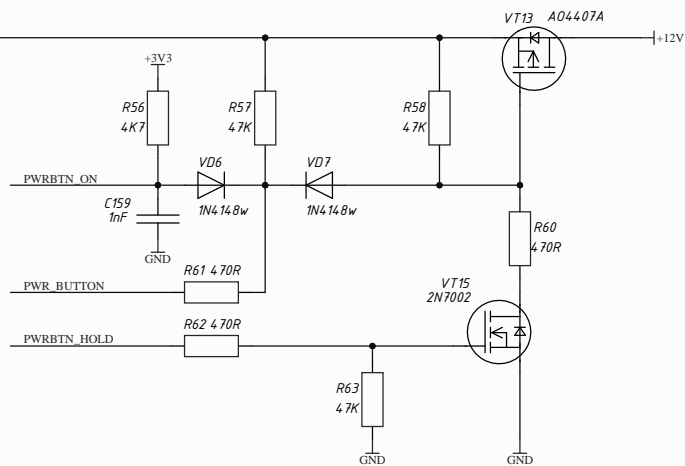 VT13
AO4407A
+12V
+3V3
R56
4K7
R57
47K
R58
47K
PWRBTN_ON
VD6
VD7
C159
1nF
1N4148w
1N4148w
GND
R60
470R
R61 470R
PWR_BUTTON
VT15
2N7002
R62 470R
PWRBTN_HOLD
R63
47K
GND
GND